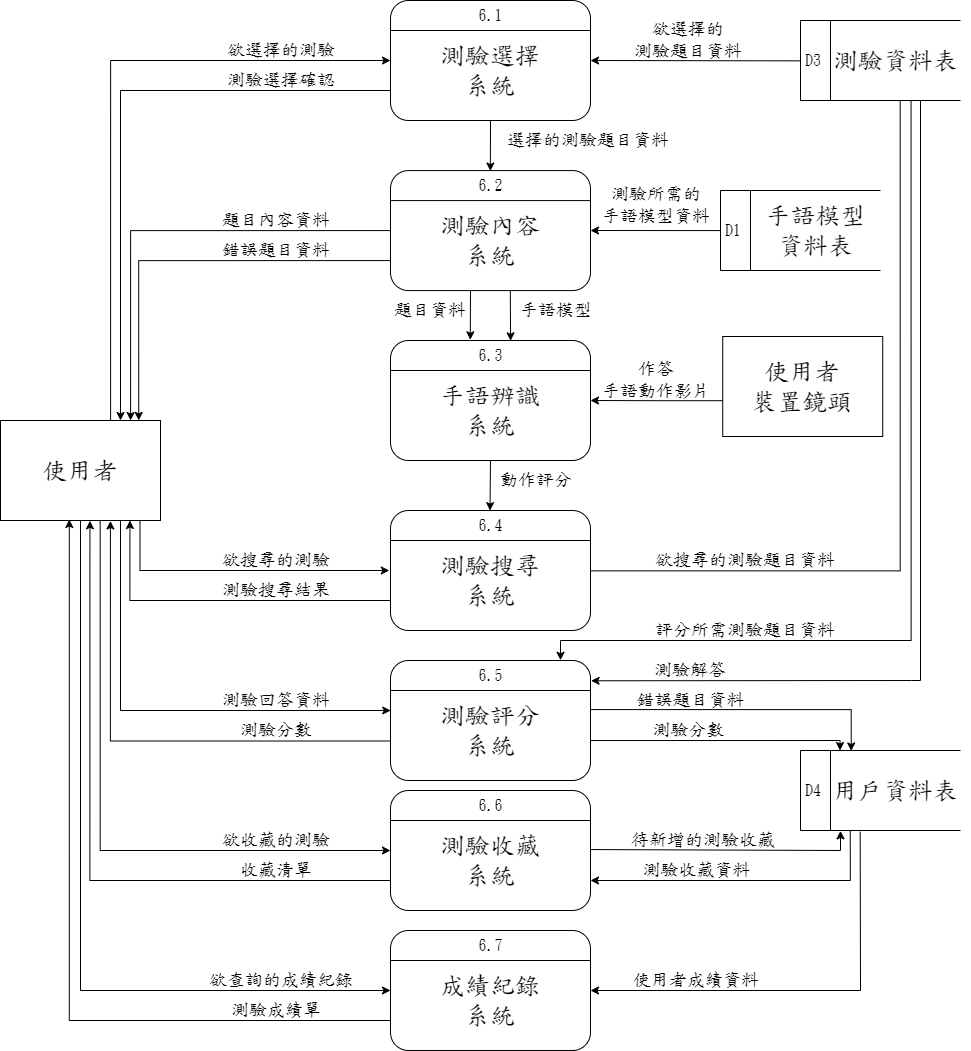 6.1
測驗選擇
系統
欲選擇的測驗
測驗選擇確認
欲選擇的
測驗題目資料
D3
測驗資料表
選擇的測驗題目資料
6.2
測驗內容
系統
題目內容資料
錯誤題目資料
測驗所需的
手語模型資料
D1
手語模型
資料表
題目資料
手語模型
6.3
手語辨識
系統
作答
手語動作影片
使用者
裝置鏡頭
使用者
動作評分
6.4
測驗搜尋
系統
欲搜尋的測驗
測驗搜尋結果
欲搜尋的測驗題目資料
評分所需測驗題目資料
6.5
測驗評分
系統
測驗解答
測驗回答資料
測驗分數
錯誤題目資料
測驗分數
D4
用戶資料表
6.6
測驗收藏
系統
欲收藏的測驗
收藏清單
待新增的測驗收藏
測驗收藏資料
6.7
成績紀錄
系統
欲查詢的成績紀錄
測驗成績單
使用者成績資料